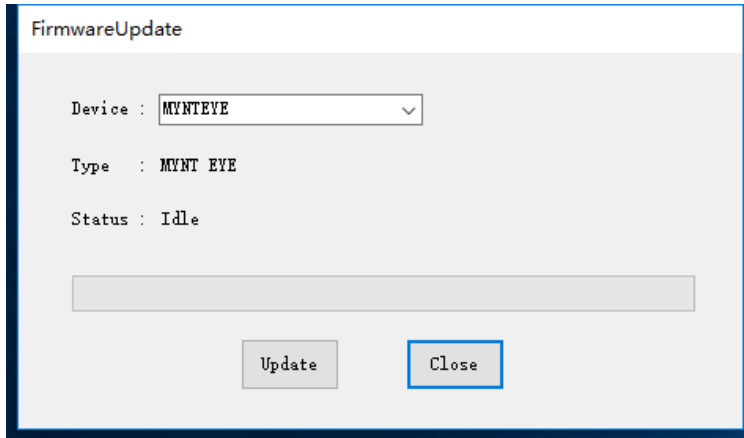 FirmwareUpdate
Device : MYNTEYE
Type : MYNT EYE
Status : Idle
Update Close